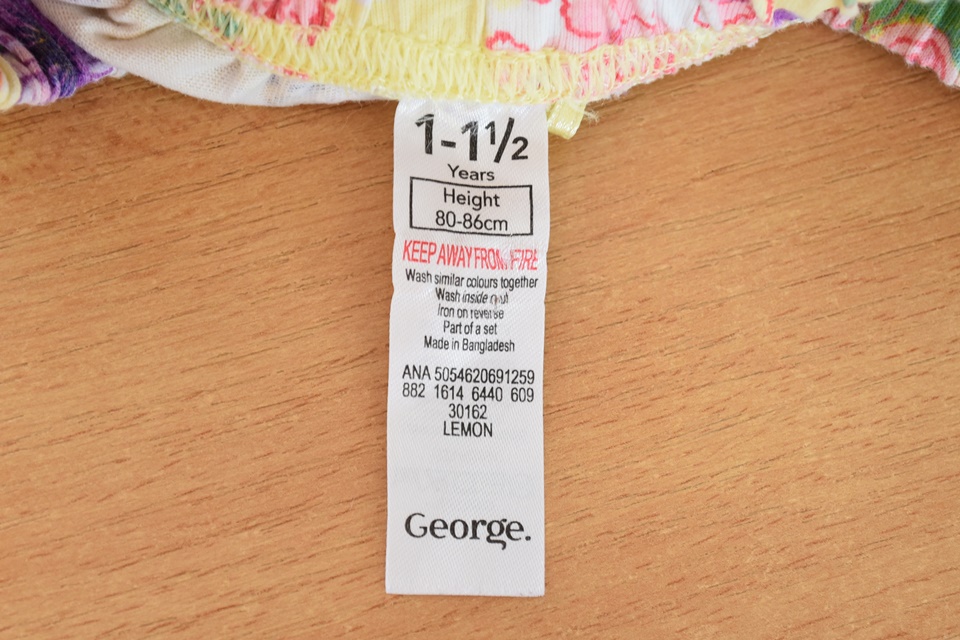 1-1½
Years
Height
80-86cm
KEEP AWAY FROM FIRE
Wash similar colours together
Wash inside out
Iron on reverse
Part of a set
Made in Bangladesh
ANA 5054620691259
882 1614 6440 609
30162
LEMON
George.